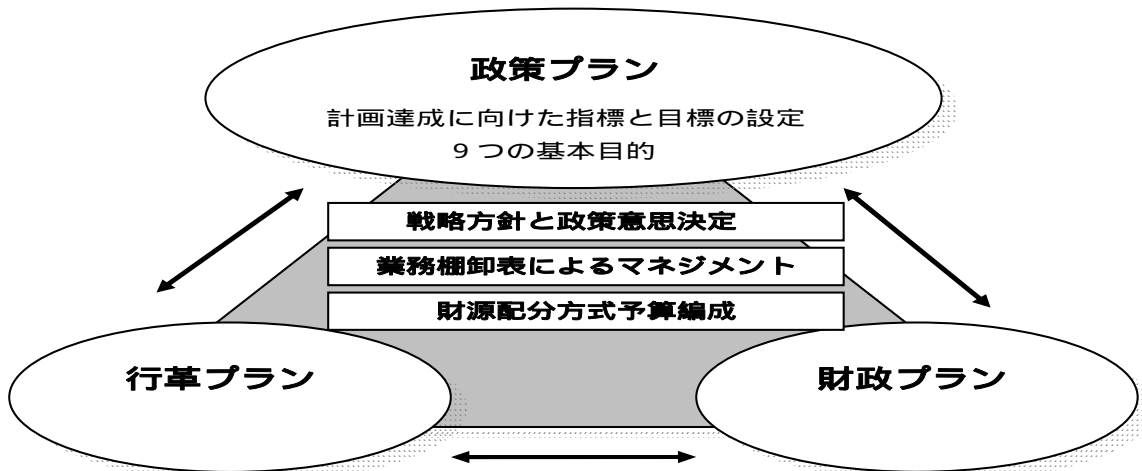 政策プラン
計画達成に向けた指標と目標の設定
９つの基本目的
戦略方針と政策意思決定
業務棚卸表によるマネジメント
財源配分方式予算編成
行革プラン
財政プラン